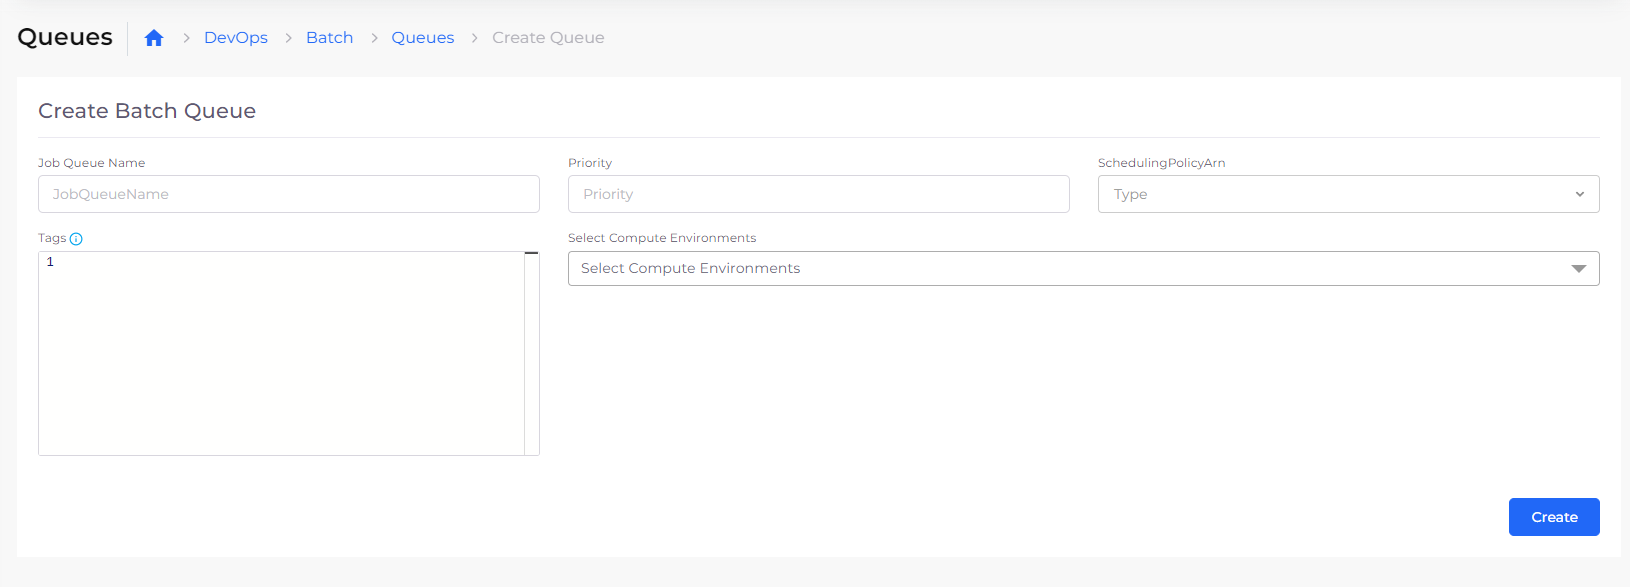 Queues > DevOps > Batch > Queues > Create Queue
Create Batch Queue
Job Queue Name
JobQueueName
Priority
Priority
SchedulingPolicyArn
Type
Tags
1
Select Compute Environments
Select Compute Environments
Create